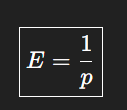 E = 1/p